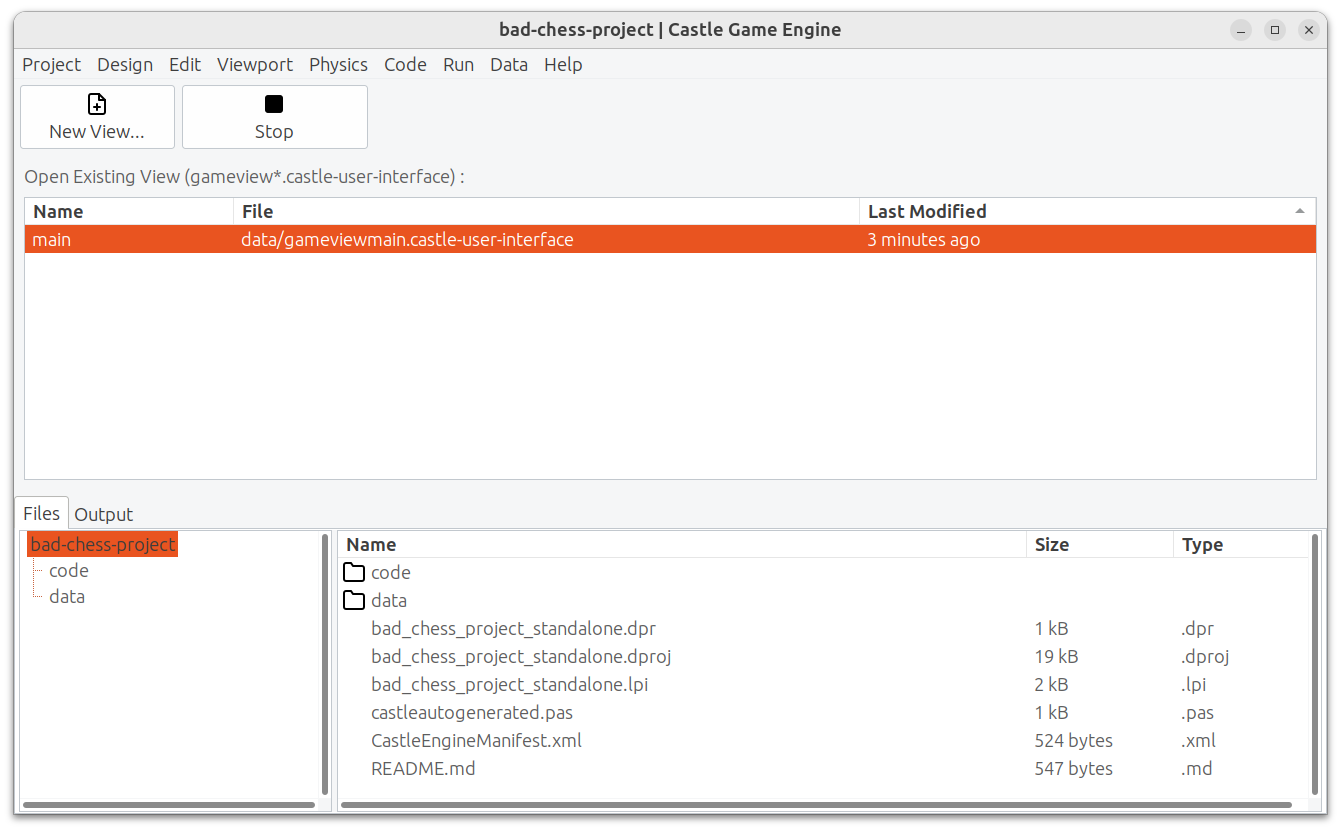 bad-chess-project | Castle Game Engine
Project Design Edit Viewport Physics Code Run Data Help
New View... Stop
Open Existing View (gameview*.castle-user-interface) :
Name File Last Modified
main data/gameviewmain.castle-user-interface 3 minutes ago
Files Output
bad-chess-project
code
data
Name Size Type
code
data
bad_chess_project_standalone.dpr 1 kB .dpr
bad_chess_project_standalone.dproj 19 kB .dproj
bad_chess_project_standalone.lpi 2 kB .lpi
castleautogenerated.pas 1 kB .pas
CastleEngineManifest.xml 524 bytes .xml
README.md 547 bytes .md